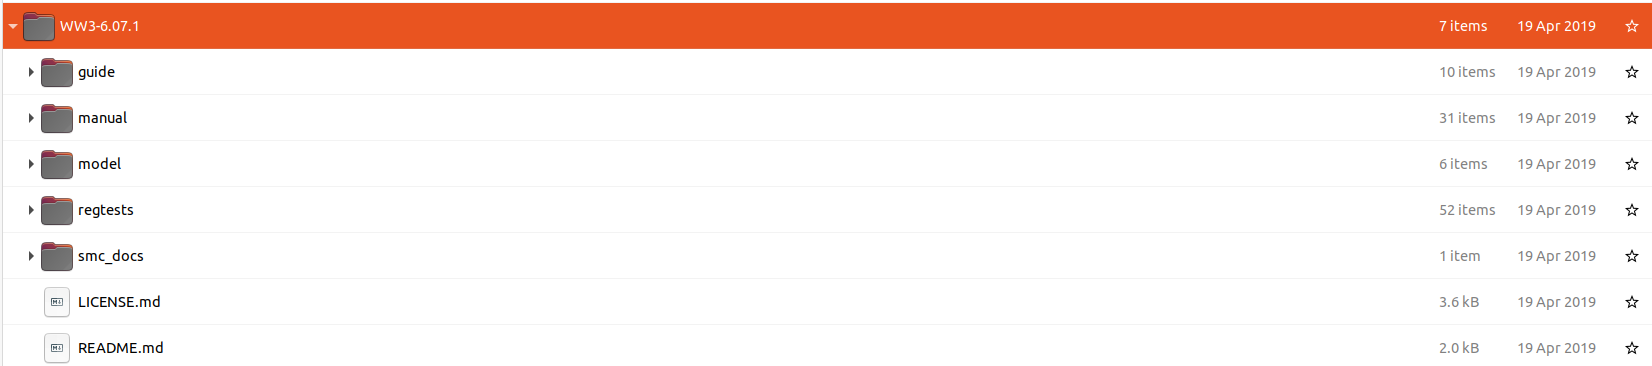 WW3-6.07.1 7 items 19 Apr 2019
guide 10 items 19 Apr 2019
manual 31 items 19 Apr 2019
model 6 items 19 Apr 2019
regtests 52 items 19 Apr 2019
smc_docs 1 item 19 Apr 2019
LICENSE.md 3.6 kB 19 Apr 2019
README.md 2.0 kB 19 Apr 2019